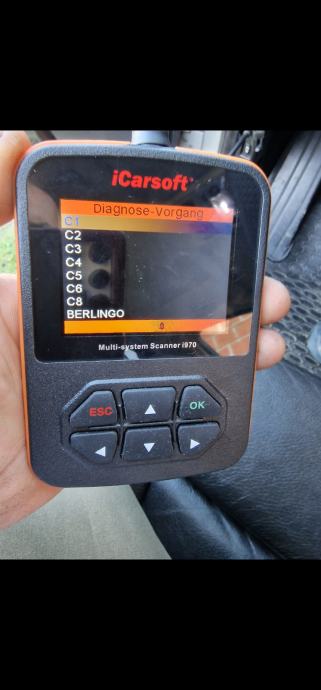 iCarsoft
Diagnose-Vorgang
C1
C2
C3
C4
C5
C6
C8
BERLINGO
Multi-system Scanner i970
ESC
▲
OK
◀
▼
▶